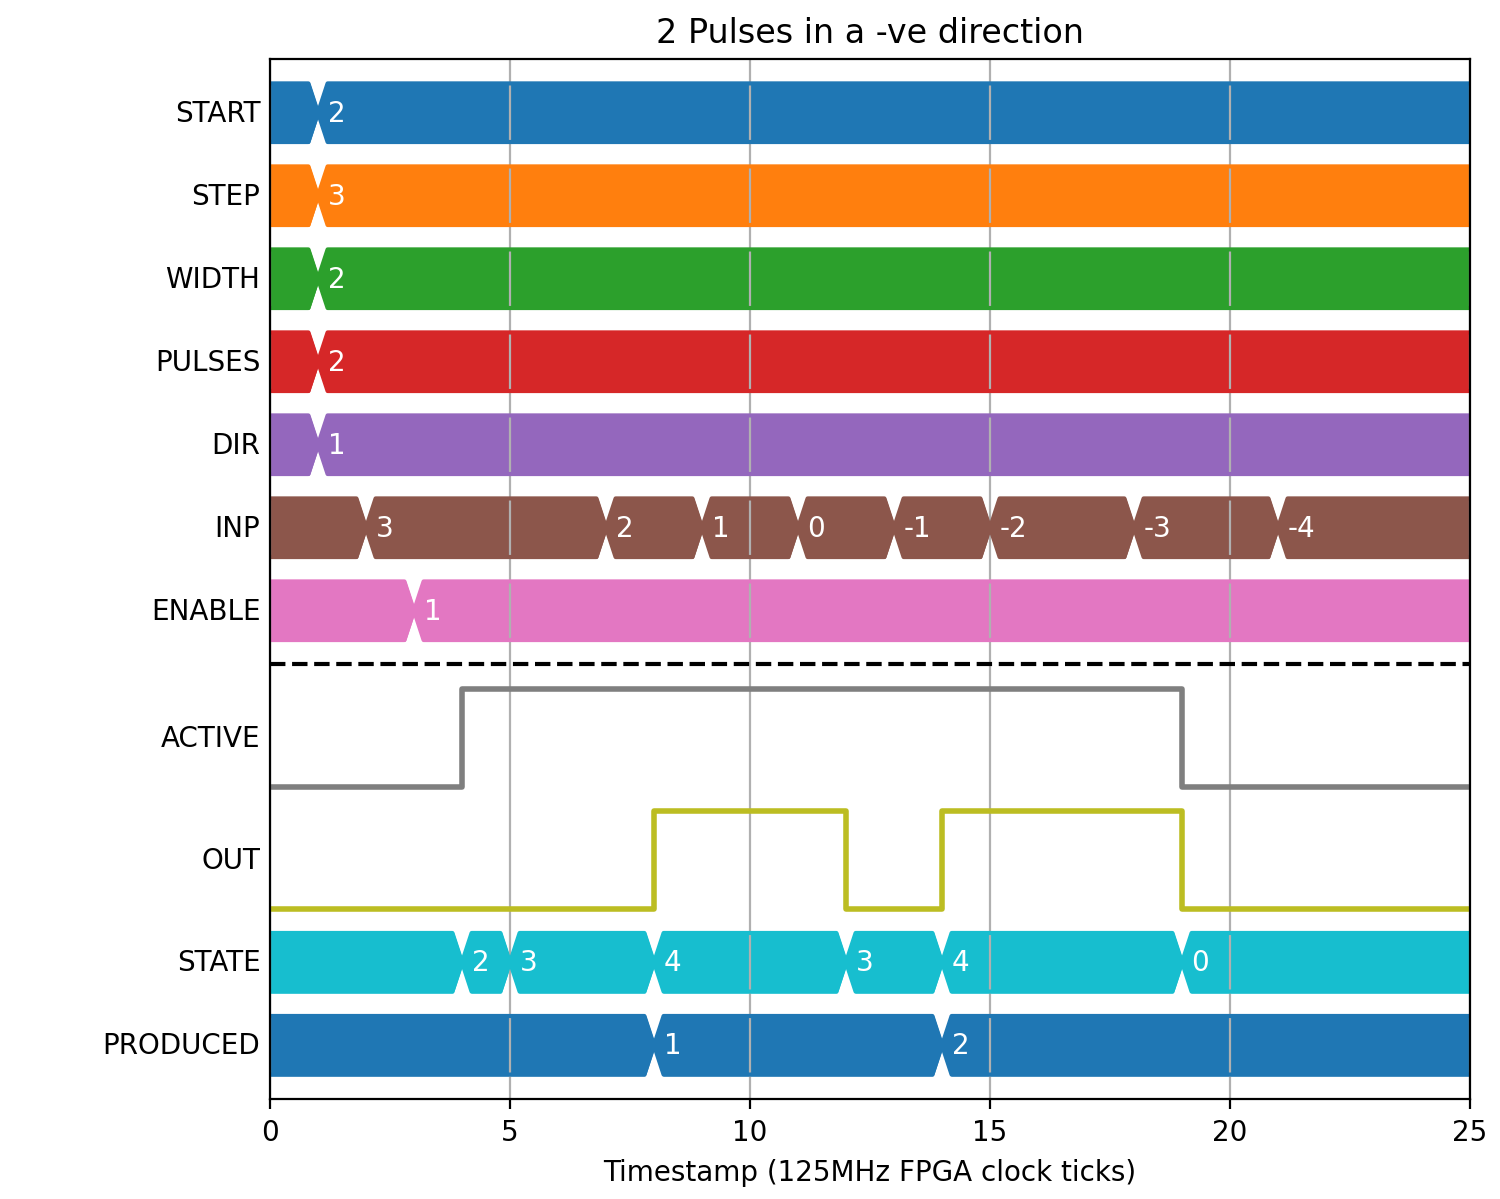 2 Pulses in a -ve direction
START 2
STEP 3
WIDTH 2
PULSES 2
DIR 1
INP 3 2 1 0 -1 -2 -3 -4
ENABLE 1
ACTIVE
OUT
STATE 2 3 4 3 4 0
PRODUCED 1 2
0 5 10 15 20 25
Timestamp (125MHz FPGA clock ticks)